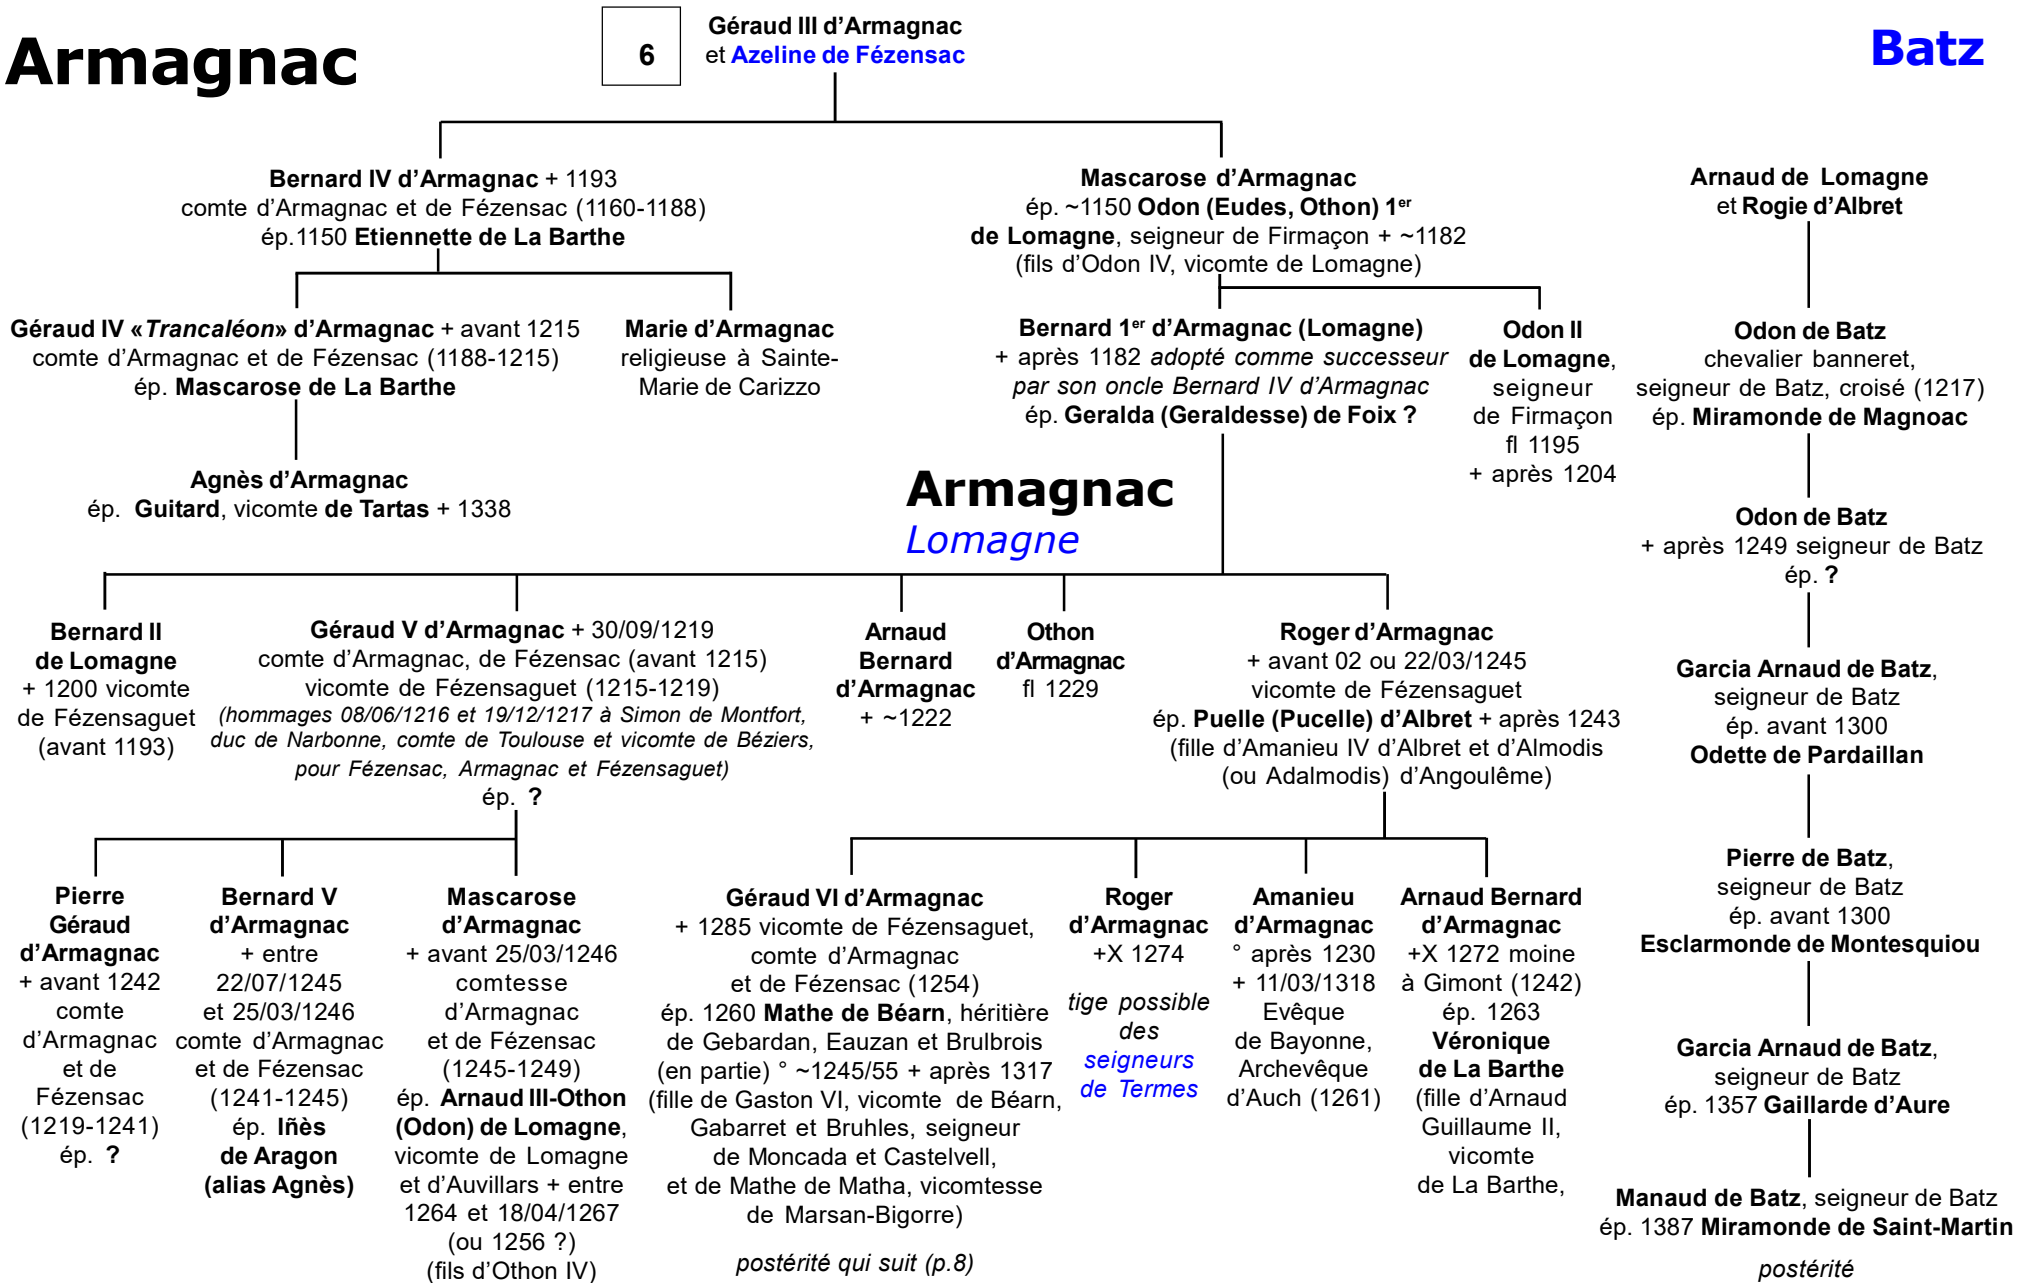 Armagnac
6
Géraud III d’Armagnac
et Azeline de Fézensac
Batz
Bernard IV d’Armagnac + 1193
comte d’Armagnac et de Fézensac (1160-1188)
ép.1150 Etiennette de La Barthe
Mascarose d’Armagnac
ép. ~1150 Odon (Eudes, Othon) 1er
de Lomagne, seigneur de Firmaçon + ~1182
(fils d’Odon IV, vicomte de Lomagne)
Arnaud de Lomagne
et Rogie d’Albret
Géraud IV «Trancaléon» d’Armagnac + avant 1215
comte d’Armagnac et de Fézensac (1188-1215)
ép. Mascarose de La Barthe
Marie d’Armagnac
religieuse à Sainte-
Marie de Carizzo
Bernard 1er d’Armagnac (Lomagne)
+ après 1182 adopté comme successeur
par son oncle Bernard IV d’Armagnac
ép. Geralda (Geraldesse) de Foix ?
Odon II
de Lomagne,
seigneur
de Firmaçon
fl 1195
+ après 1204
Odon de Batz
chevalier banneret,
seigneur de Batz, croisé (1217)
ép. Miramonde de Magnoac
Agnès d’Armagnac
ép. Guitard, vicomte de Tartas + 1338
Armagnac
Lomagne
Odon de Batz
+ après 1249 seigneur de Batz
ép. ?
Bernard II
de Lomagne
+ 1200 vicomte
de Fézensaguet
(avant 1193)
Géraud V d’Armagnac + 30/09/1219
comte d’Armagnac, de Fézensac (avant 1215)
vicomte de Fézensaguet (1215-1219)
(hommages 08/06/1216 et 19/12/1217 à Simon de Montfort,
duc de Narbonne, comte de Toulouse et vicomte de Béziers,
pour Fézensac, Armagnac et Fézensaguet)
ép. ?
Arnaud
Bernard
d’Armagnac
+ ~1222
Othon
d’Armagnac
fl 1229
Roger d’Armagnac
+ avant 02 ou 22/03/1245
vicomte de Fézensaguet
ép. Puelle (Pucelle) d’Albret + après 1243
(fille d’Amanieu IV d’Albret et d’Almodis
(ou Adalmodis) d’Angoulême)
Garcia Arnaud de Batz,
seigneur de Batz
ép. avant 1300
Odette de Pardaillan
Pierre
Géraud
d’Armagnac
+ avant 1242
comte
d’Armagnac
et de
Fézensac
(1219-1241)
ép. ?
Bernard V
d’Armagnac
+ entre
22/07/1245
et 25/03/1246
comte d’Armagnac
et de Fézensac
(1241-1245)
ép. Iñès
de Aragon
(alias Agnès)
Mascarose
d’Armagnac
+ avant 25/03/1246
comtesse
d’Armagnac
et de Fézensac
(1245-1249)
ép. Arnaud III-Othon
(Odon) de Lomagne,
vicomte de Lomagne
et d’Auvillars + entre
1264 et 18/04/1267
(ou 1256 ?)
(fils d’Othon IV)
Géraud VI d’Armagnac
+ 1285 vicomte de Fézensaguet,
comte d’Armagnac
et de Fézensac (1254)
ép. 1260 Mathe de Béarn, héritière
de Gebardan, Eauzan et Brulbrois
(en partie) ° ~1245/55 + après 1317
(fille de Gaston VI, vicomte de Béarn,
Gabarret et Bruhles, seigneur
de Moncada et Castelvell,
et de Mathe de Matha, vicomtesse
de Marsan-Bigorre)
postérité qui suit (p.8)
Roger
d’Armagnac
+X 1274
tige possible
des
seigneurs
de Termes
Amanieu
d’Armagnac
° après 1230
+ 11/03/1318
Evêque
de Bayonne,
Archevêque
d’Auch (1261)
Arnaud Bernard
d’Armagnac
+X 1272 moine
à Gimont (1242)
ép. 1263
Véronique
de La Barthe
(fille d’Arnaud
Guillaume II,
vicomte
de La Barthe,
Pierre de Batz,
seigneur de Batz
ép. avant 1300
Esclarmonde de Montesquiou
Garcia Arnaud de Batz,
seigneur de Batz
ép. 1357 Gaillarde d’Aure
Manaud de Batz, seigneur de Batz
ép. 1387 Miramonde de Saint-Martin
postérité